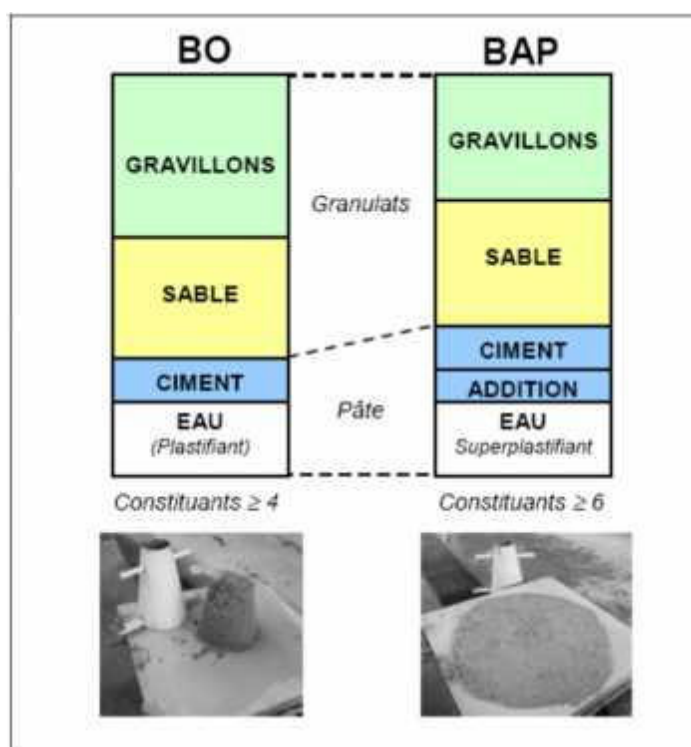 BO
BAP
GRAVILLONS
GRAVILLONS
Granulats
SABLE
SABLE
CIMENT
CIMENT
ADDITION
Pâte
EAU
(Plastifiant)
EAU
Superplastifiant
Constituants ≥ 4
Constituants ≥ 6